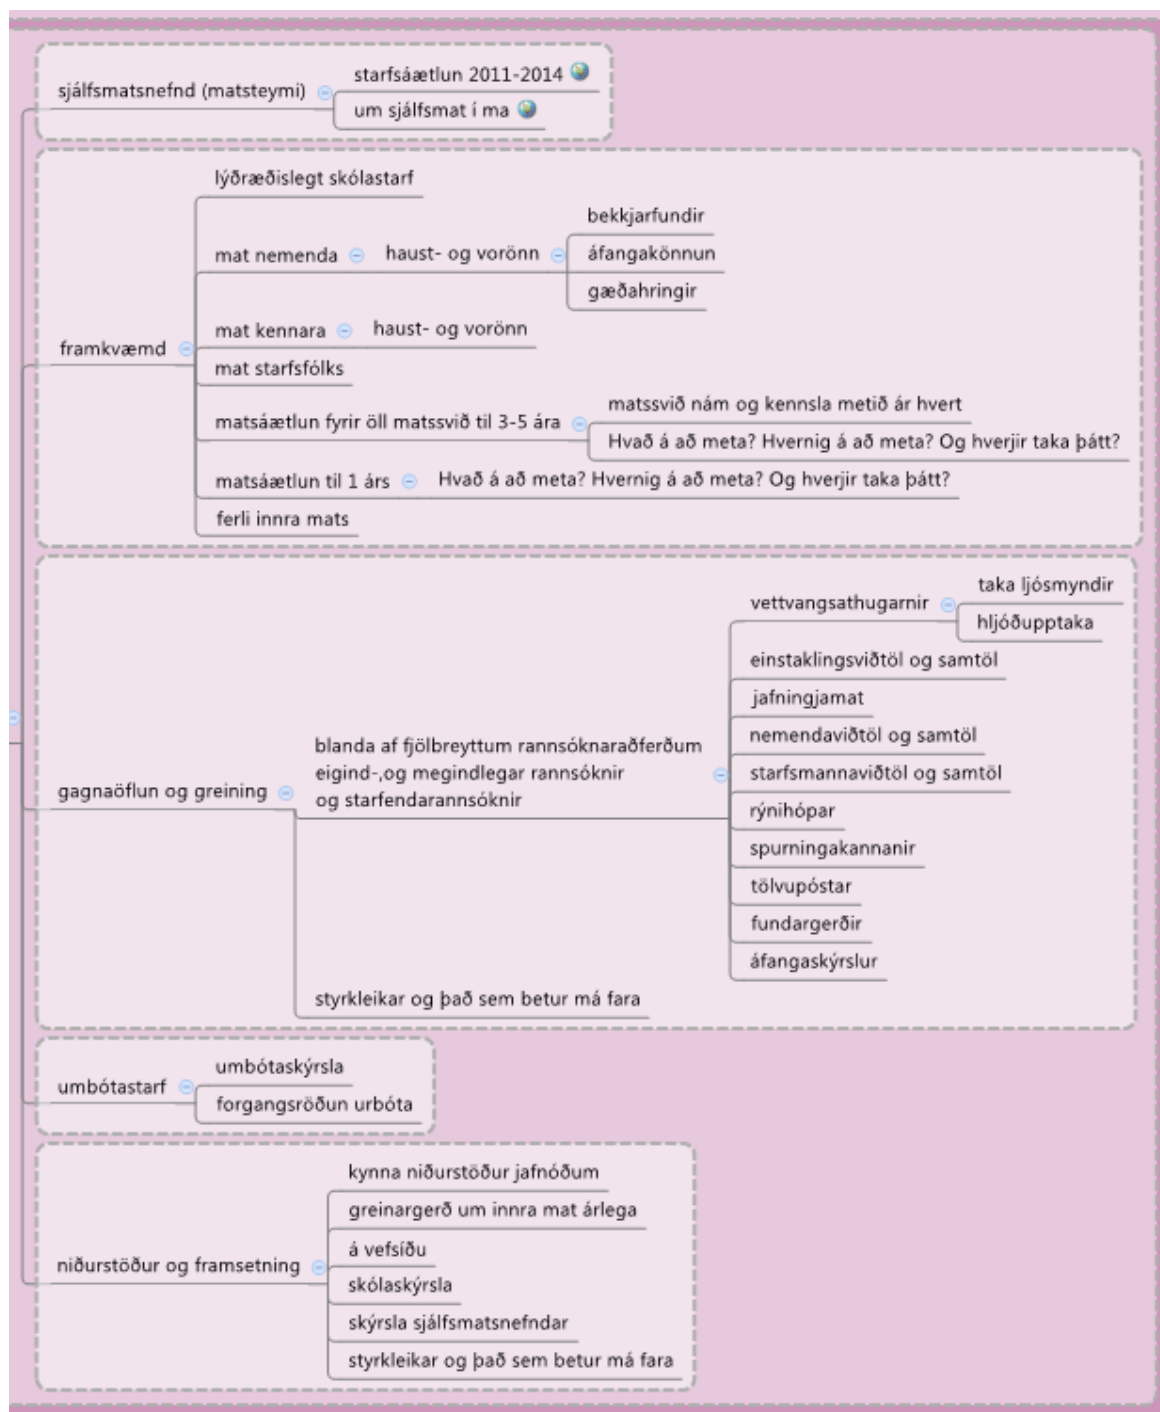 sjálfsmatsnefnd (matsteymi)
starfsáætlun 2011-2014
um sjálfsmat í ma
framkvæmd
lýðræðislegt skólastarf
mat nemenda
haust- og vorönn
bekkjarfundir
áfangakönnun
gæðahringir
mat kennara
haust- og vorönn
mat starfsfólks
matsáætlun fyrir öll matssvið til 3-5 ára
matssvið nám og kennsla metið ár hvert
Hvað á að meta? Hvernig á að meta? Og hverjir taka þátt?
matsáætlun til 1 árs
Hvað á að meta? Hvernig á að meta? Og hverjir taka þátt?
ferli innra mats
gagnaöflun og greining
blanda af fjölbreyttum rannsóknaraðferðum
eigind-,og megindlegar rannsóknir
og starfendarannsóknir
vettvangsathugarnir
taka ljósmyndir
hljóðupptaka
einstaklingsviðtöl og samtöl
jafningjamat
nemendaviðtöl og samtöl
starfsmannaviðtöl og samtöl
rýnihópar
spurningakannanir
tölvupóstar
fundargerðir
áfangaskýrslur
styrkleikar og það sem betur má fara
umbótastarf
umbótaskýrsla
forgangsröðun urbóta
niðurstöður og framsetning
kynna niðurstöður jafnóðum
greinargerð um innra mat árlega
á vefsíðu
skólaskýrsla
skýrsla sjálfsmatsnefndar
styrkleikar og það sem betur má fara